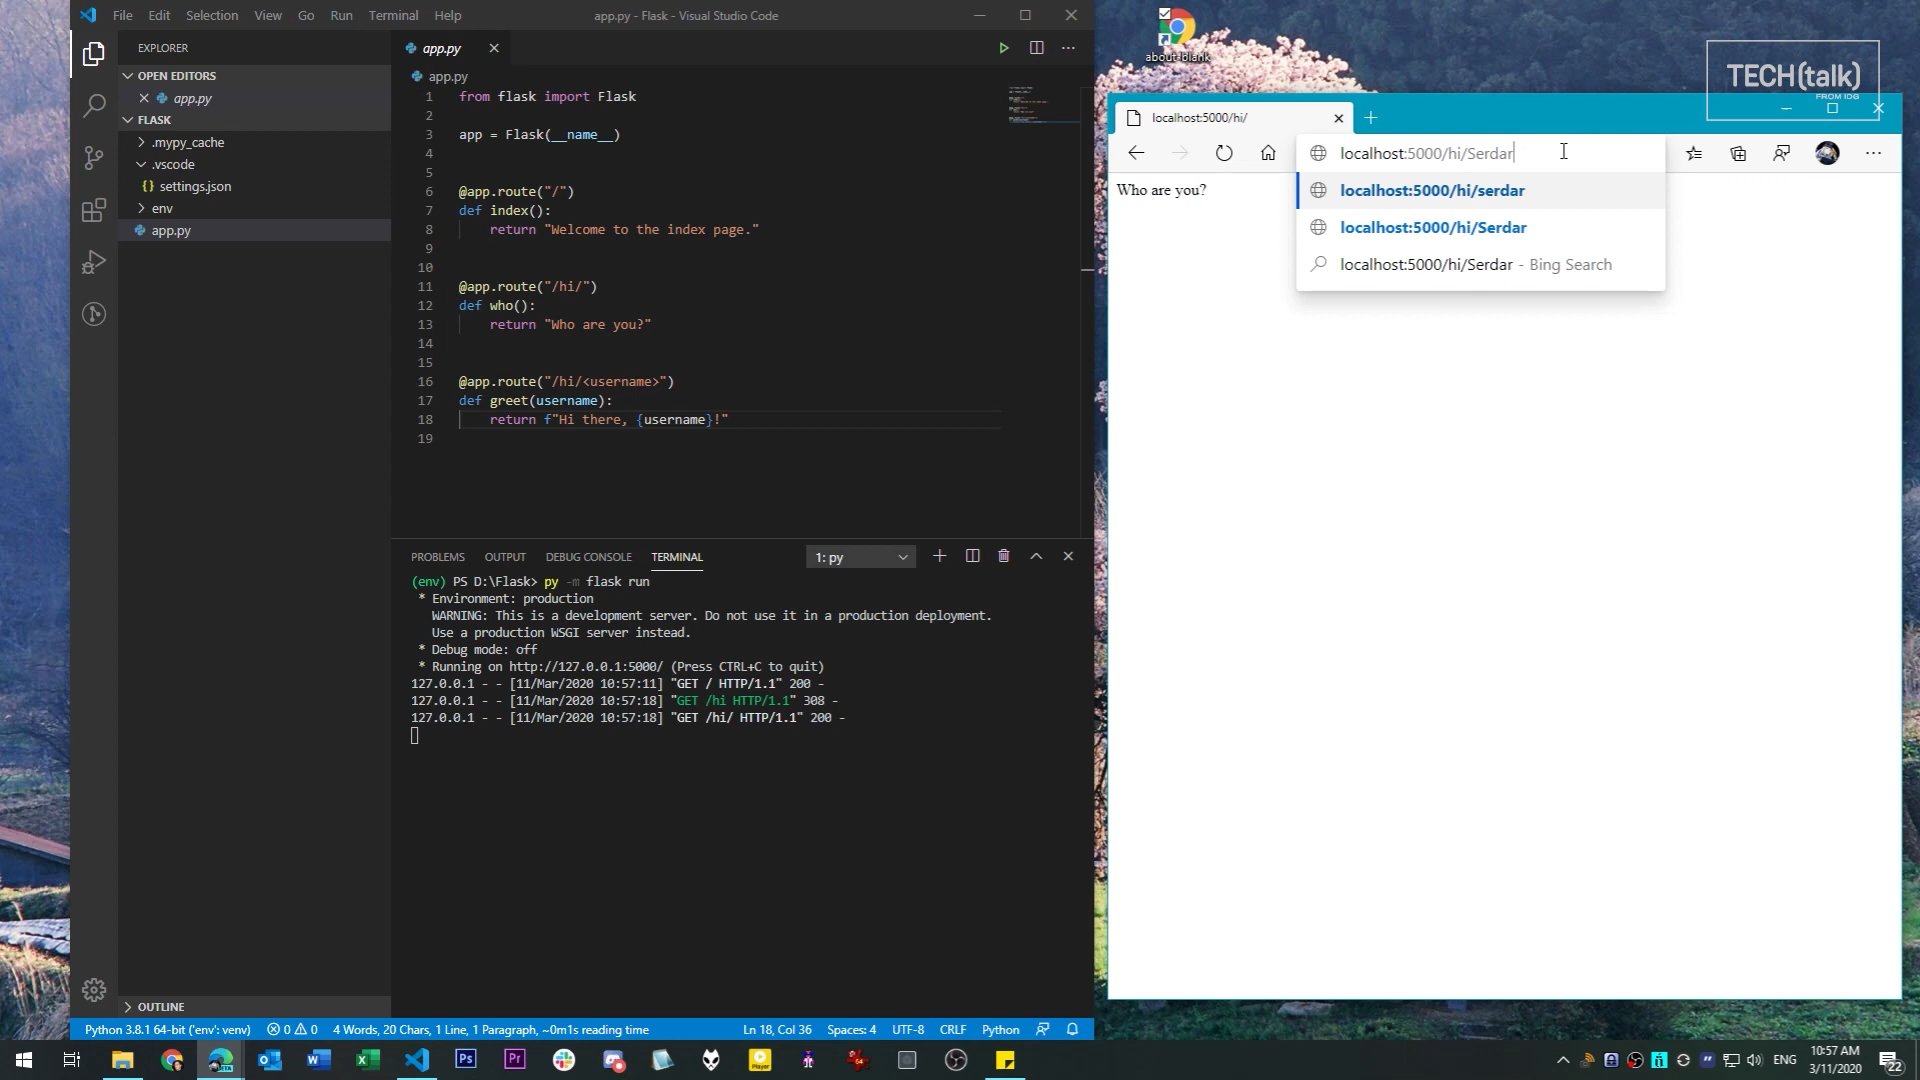 File Edit Selection View Go Run Terminal Help
app.py - Flask - Visual Studio Code
EXPLORER
OPEN EDITORS
app.py
FLASK
.mypy_cache
.vscode
{} settings.json
env
app.py
OUTLINE
app.py
app.py
1 from flask import Flask
2
3 app = Flask(__name__)
4
5
6 @app.route("/")
7 def index():
8 return "Welcome to the index page."
9
10
11 @app.route("/hi/")
12 def who():
13 return "Who are you?"
14
15
16 @app.route("/hi/<username>")
17 def greet(username):
18 return f"Hi there, {username}!"
19
PROBLEMS OUTPUT DEBUG CONSOLE TERMINAL
1: py
(env) PS D:\Flask> py -m flask run
* Environment: production
WARNING: This is a development server. Do not use it in a production deployment.
Use a production WSGI server instead.
* Debug mode: off
* Running on http://127.0.0.1:5000/ (Press CTRL+C to quit)
127.0.0.1 - - [11/Mar/2020 10:57:11] "GET / HTTP/1.1" 200 -
127.0.0.1 - - [11/Mar/2020 10:57:18] "GET /hi HTTP/1.1" 308 -
127.0.0.1 - - [11/Mar/2020 10:57:18] "GET /hi/ HTTP/1.1" 200 -
Python 3.8.1 64-bit ('env': venv) 0 0 4 Words, 20 Chars, 1 Line, 1 Paragraph, ~0m1s reading time Ln 18, Col 36 Spaces: 4 UTF-8 CRLF Python
about-blank
TECH(talk)
FROM IDG
localhost:5000/hi/
localhost:5000/hi/Serdar
localhost:5000/hi/serdar
localhost:5000/hi/Serdar
localhost:5000/hi/Serdar - Bing Search
Who are you?
ENG
10:57 AM
3/11/2020
22